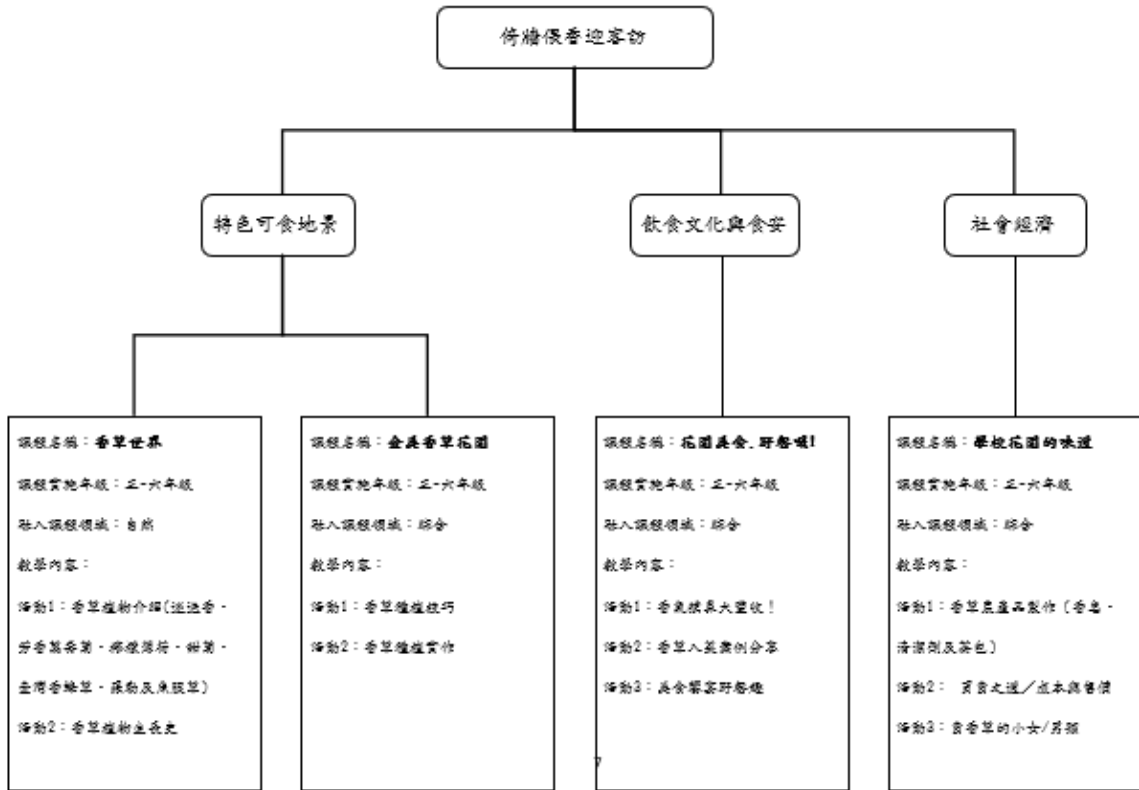 倚牆偎香迎客訪
特色可食地景
飲食文化與食安
社會經濟
課程名稱：香草世界
課程實施年級：五-六年級
融入課程領域：自然
教學內容：
活動1：香草植物介紹(迷迭香、
芳香萬壽菊、檸檬薄荷、甜菊、
臺灣香蜂草、羅勒及魚腥草)
活動2：香草植物生長史
課程名稱：金美香草花園
課程實施年級：五-六年級
融入課程領域：綜合
教學內容：
活動1：香草種植技巧
活動2：香草種植實作
課程名稱：花園美食，野餐哦!
課程實施年級：五-六年級
融入課程領域：綜合
教學內容：
活動1：香氣撲鼻大豐收！
活動2：香草入菜案例分享
活動3：美食饗宴野餐趣
7
課程名稱：學校花園的味道
課程實施年級：五-六年級
融入課程領域：綜合
教學內容：
活動1：香草農產品製作（香皂、
清潔劑及茶包）
活動2： 買賣之道／成本與售價
活動3：賣香草的小女/男孩